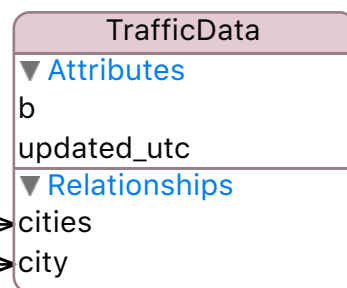 TrafficData
Attributes
b
updated_utc
Relationships
cities
city